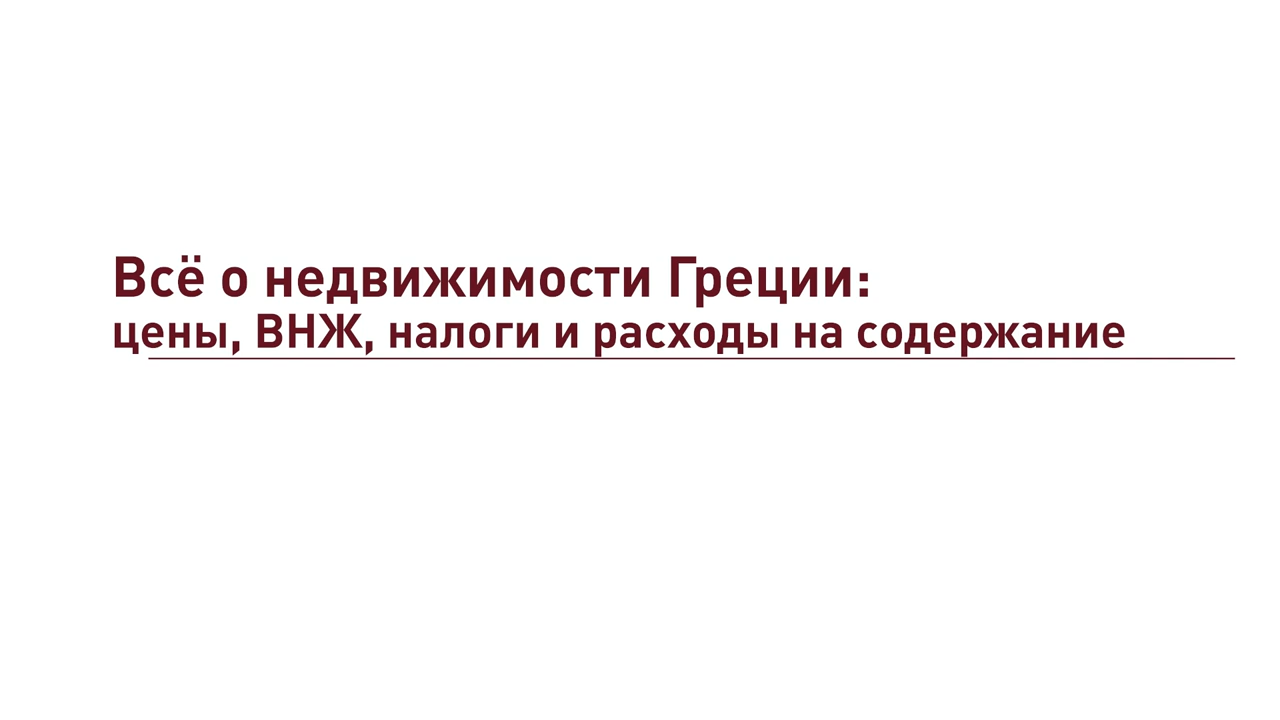 Всё о недвижимости Греции:
цены, ВНЖ, налоги и расходы на содержание